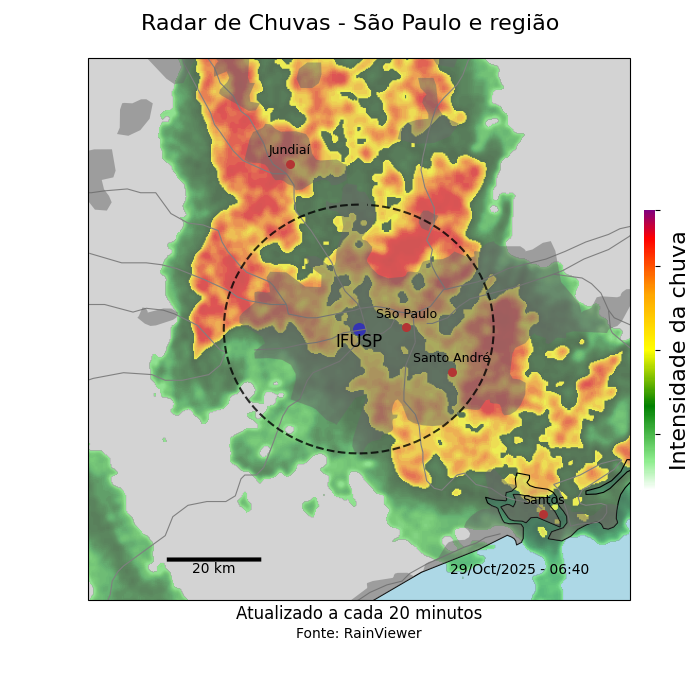 Radar de Chuvas - São Paulo e região
Jundiaí
São Paulo
IFUSP
Santo André
Santos
20 km
29/Oct/2025 - 06:40
Intensidade da chuva
Atualizado a cada 20 minutos
Fonte: RainViewer